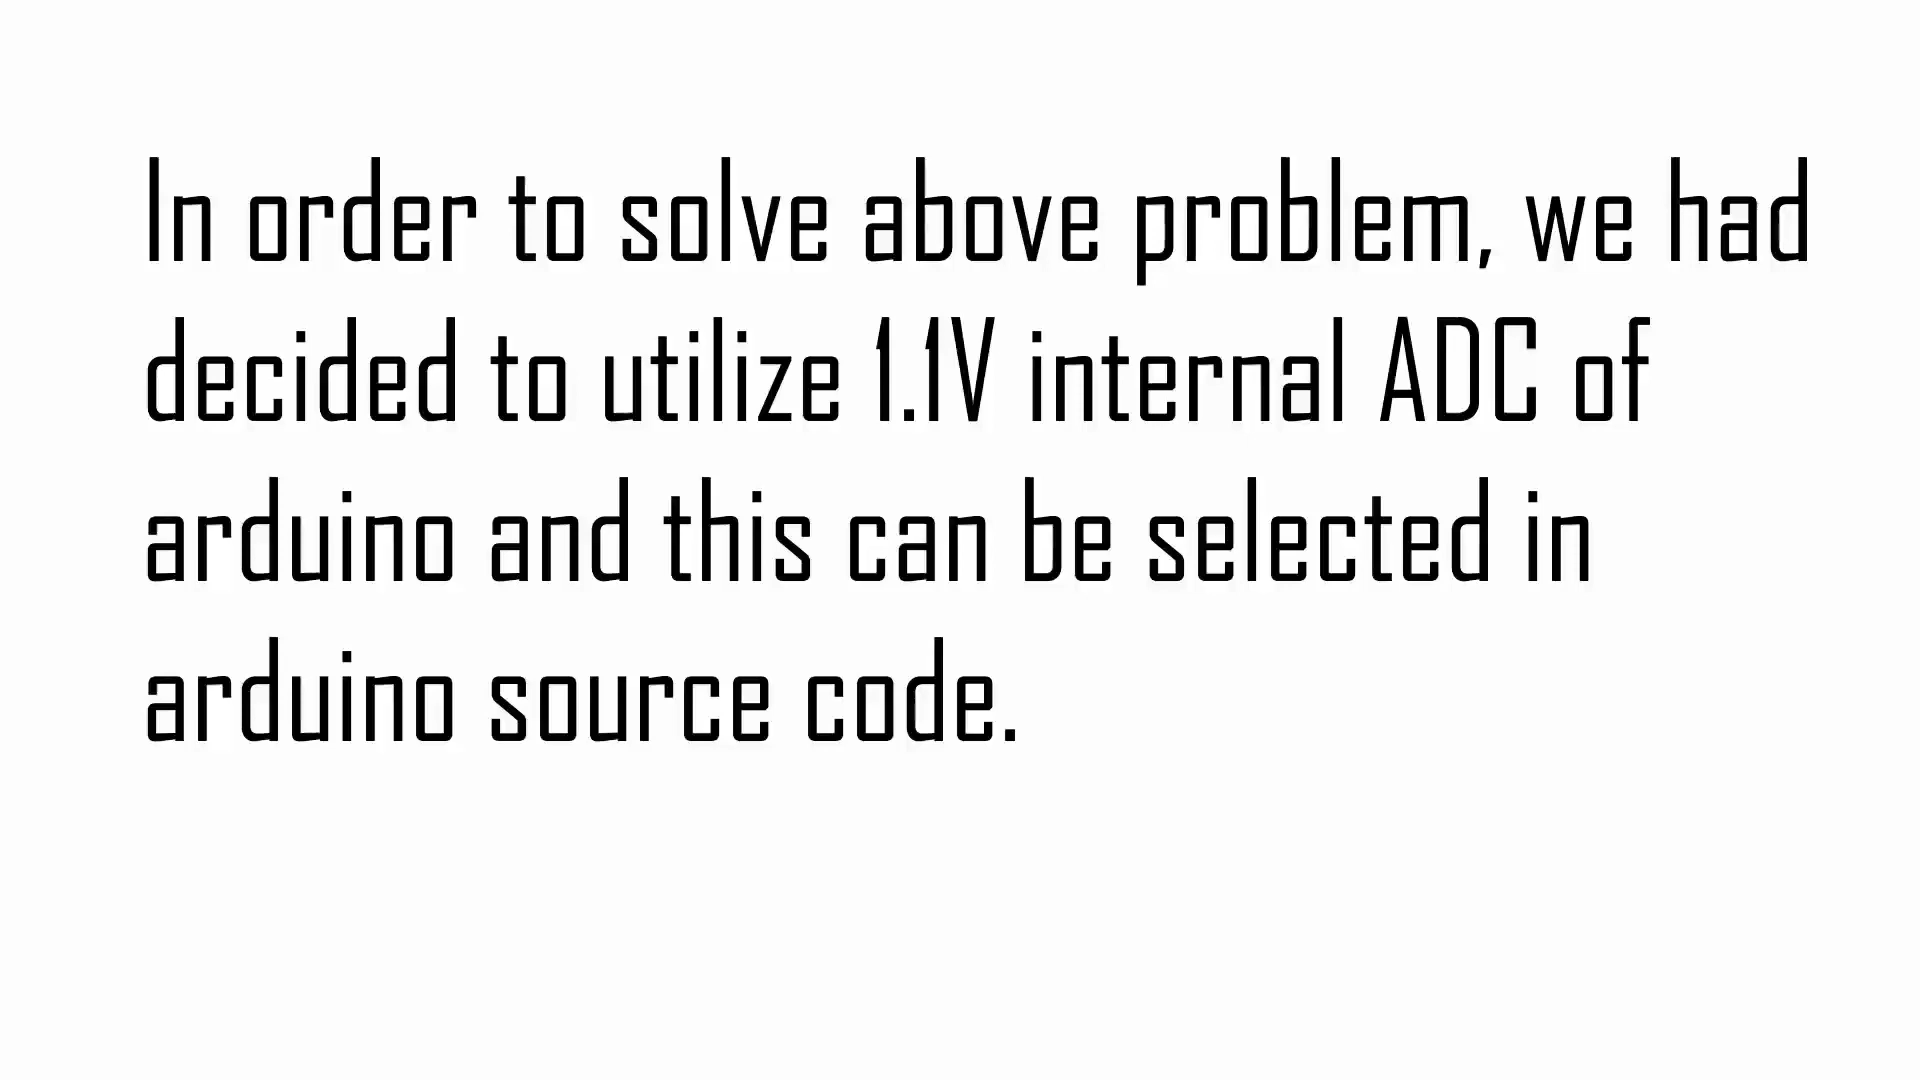 In order to solve above problem, we had
decided to utilize 1.1V internal ADC of
arduino and this can be selected in
arduino source code.